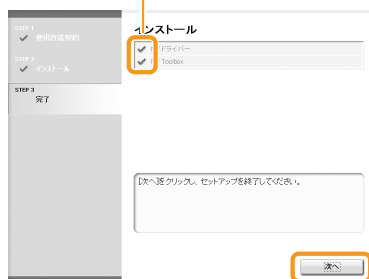 STEP 1
使用許諾契約
STEP 2
インストール
STEP 3
完了
インストール
ドライバー
Toolbox
[次へ]をクリックし、セットアップを終了してください。
次へ